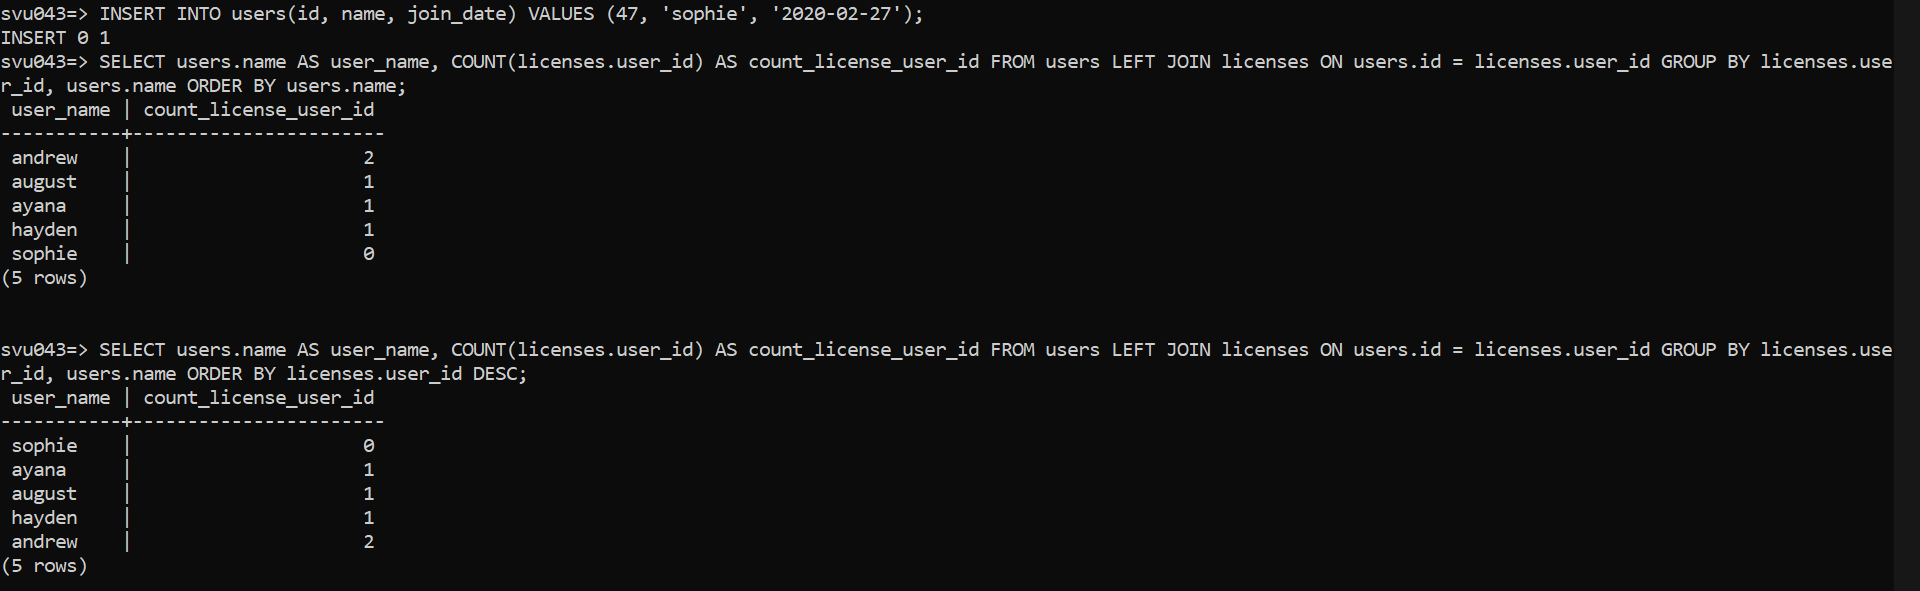 svu043=> INSERT INTO users(id, name, join_date) VALUES (47, 'sophie', '2020-02-27');
INSERT 0 1
svu043=> SELECT users.name AS user_name, COUNT(licenses.user_id) AS count_license_user_id FROM users LEFT JOIN licenses ON users.id = licenses.user_id GROUP BY licenses.use
r_id, users.name ORDER BY users.name;
 user_name | count_license_user_id
-----------+-----------------------
 andrew    |                     2
 august    |                     1
 ayana     |                     1
 hayden    |                     1
 sophie    |                     0
(5 rows)
svu043=> SELECT users.name AS user_name, COUNT(licenses.user_id) AS count_license_user_id FROM users LEFT JOIN licenses ON users.id = licenses.user_id GROUP BY licenses.use
r_id, users.name ORDER BY licenses.user_id DESC;
 user_name | count_license_user_id
-----------+-----------------------
 sophie    |                     0
 ayana     |                     1
 august    |                     1
 hayden    |                     1
 andrew    |                     2
(5 rows)